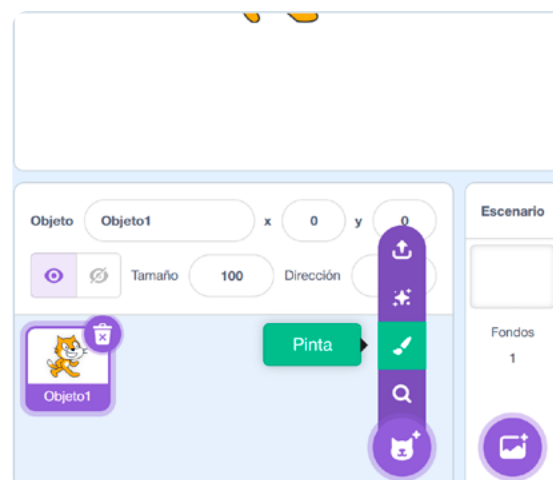 Objeto Objeto1 x 0 y 0
Escenario
Tamaño 100 Dirección
Pinta
Fondos
1
Objeto1